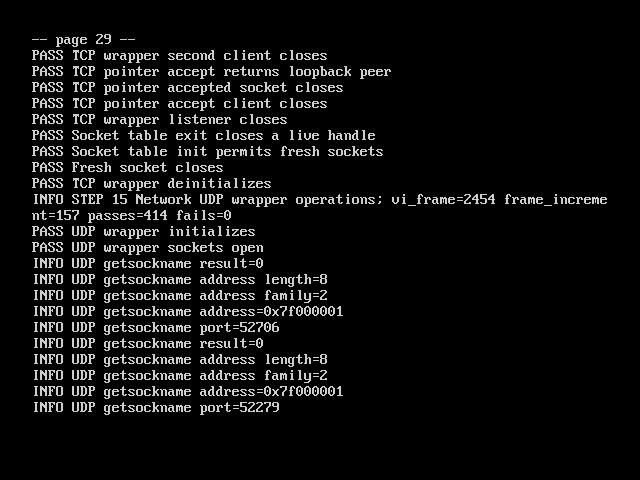 -- page 29 --
PASS TCP wrapper second client closes
PASS TCP pointer accept returns loopback peer
PASS TCP pointer accepted socket closes
PASS TCP pointer accept client closes
PASS TCP wrapper listener closes
PASS Socket table exit closes a live handle
PASS Socket table init permits fresh sockets
PASS Fresh socket closes
PASS TCP wrapper deinitializes
INFO STEP 15 Network UDP wrapper operations; vi_frame=2454 frame_increme
nt=157 passes=414 fails=0
PASS UDP wrapper initializes
PASS UDP wrapper sockets open
INFO UDP getsockname result=0
INFO UDP getsockname address length=8
INFO UDP getsockname address family=2
INFO UDP getsockname address=0x7f000001
INFO UDP getsockname port=52706
INFO UDP getsockname result=0
INFO UDP getsockname address length=8
INFO UDP getsockname address family=2
INFO UDP getsockname address=0x7f000001
INFO UDP getsockname port=52279